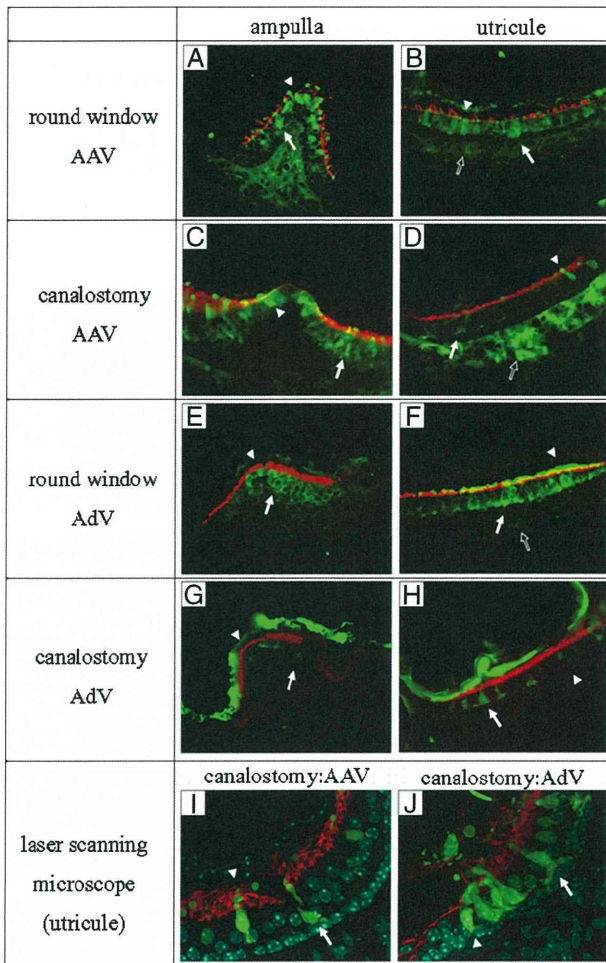 ampulla utricule
A B
round window
AAV
C D
canalostomy
AAV
E F
round window
AdV
G H
canalostomy
AdV
canalostomy:AAV canalostomy:AdV
I J
laser scanning
microscope
(utricule)